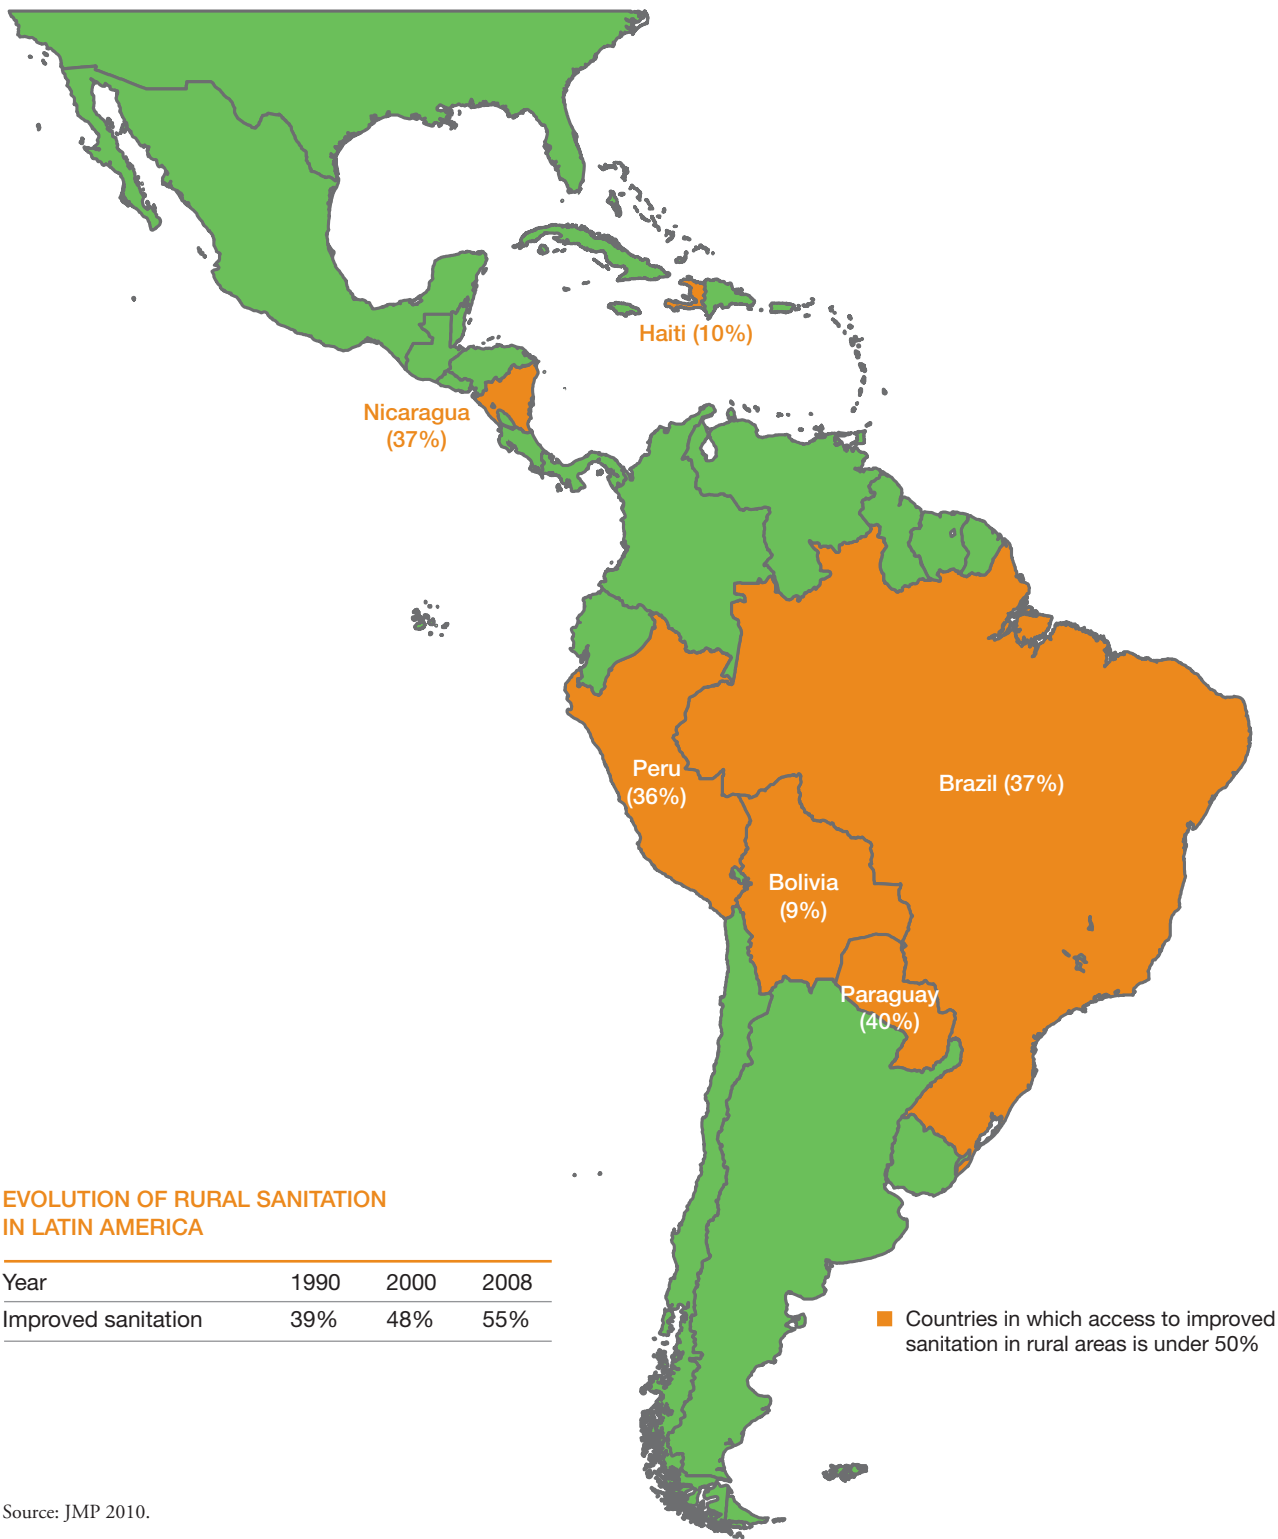 Haiti (10%)
Nicaragua
(37%)
Peru
(36%)
Brazil (37%)
Bolivia
(9%)
Paraguay
(40%)
EVOLUTION OF RURAL SANITATION
IN LATIN AMERICA
Year 1990 2000 2008
Improved sanitation 39% 48% 55%
Countries in which access to improved
sanitation in rural areas is under 50%
Source: JMP 2010.